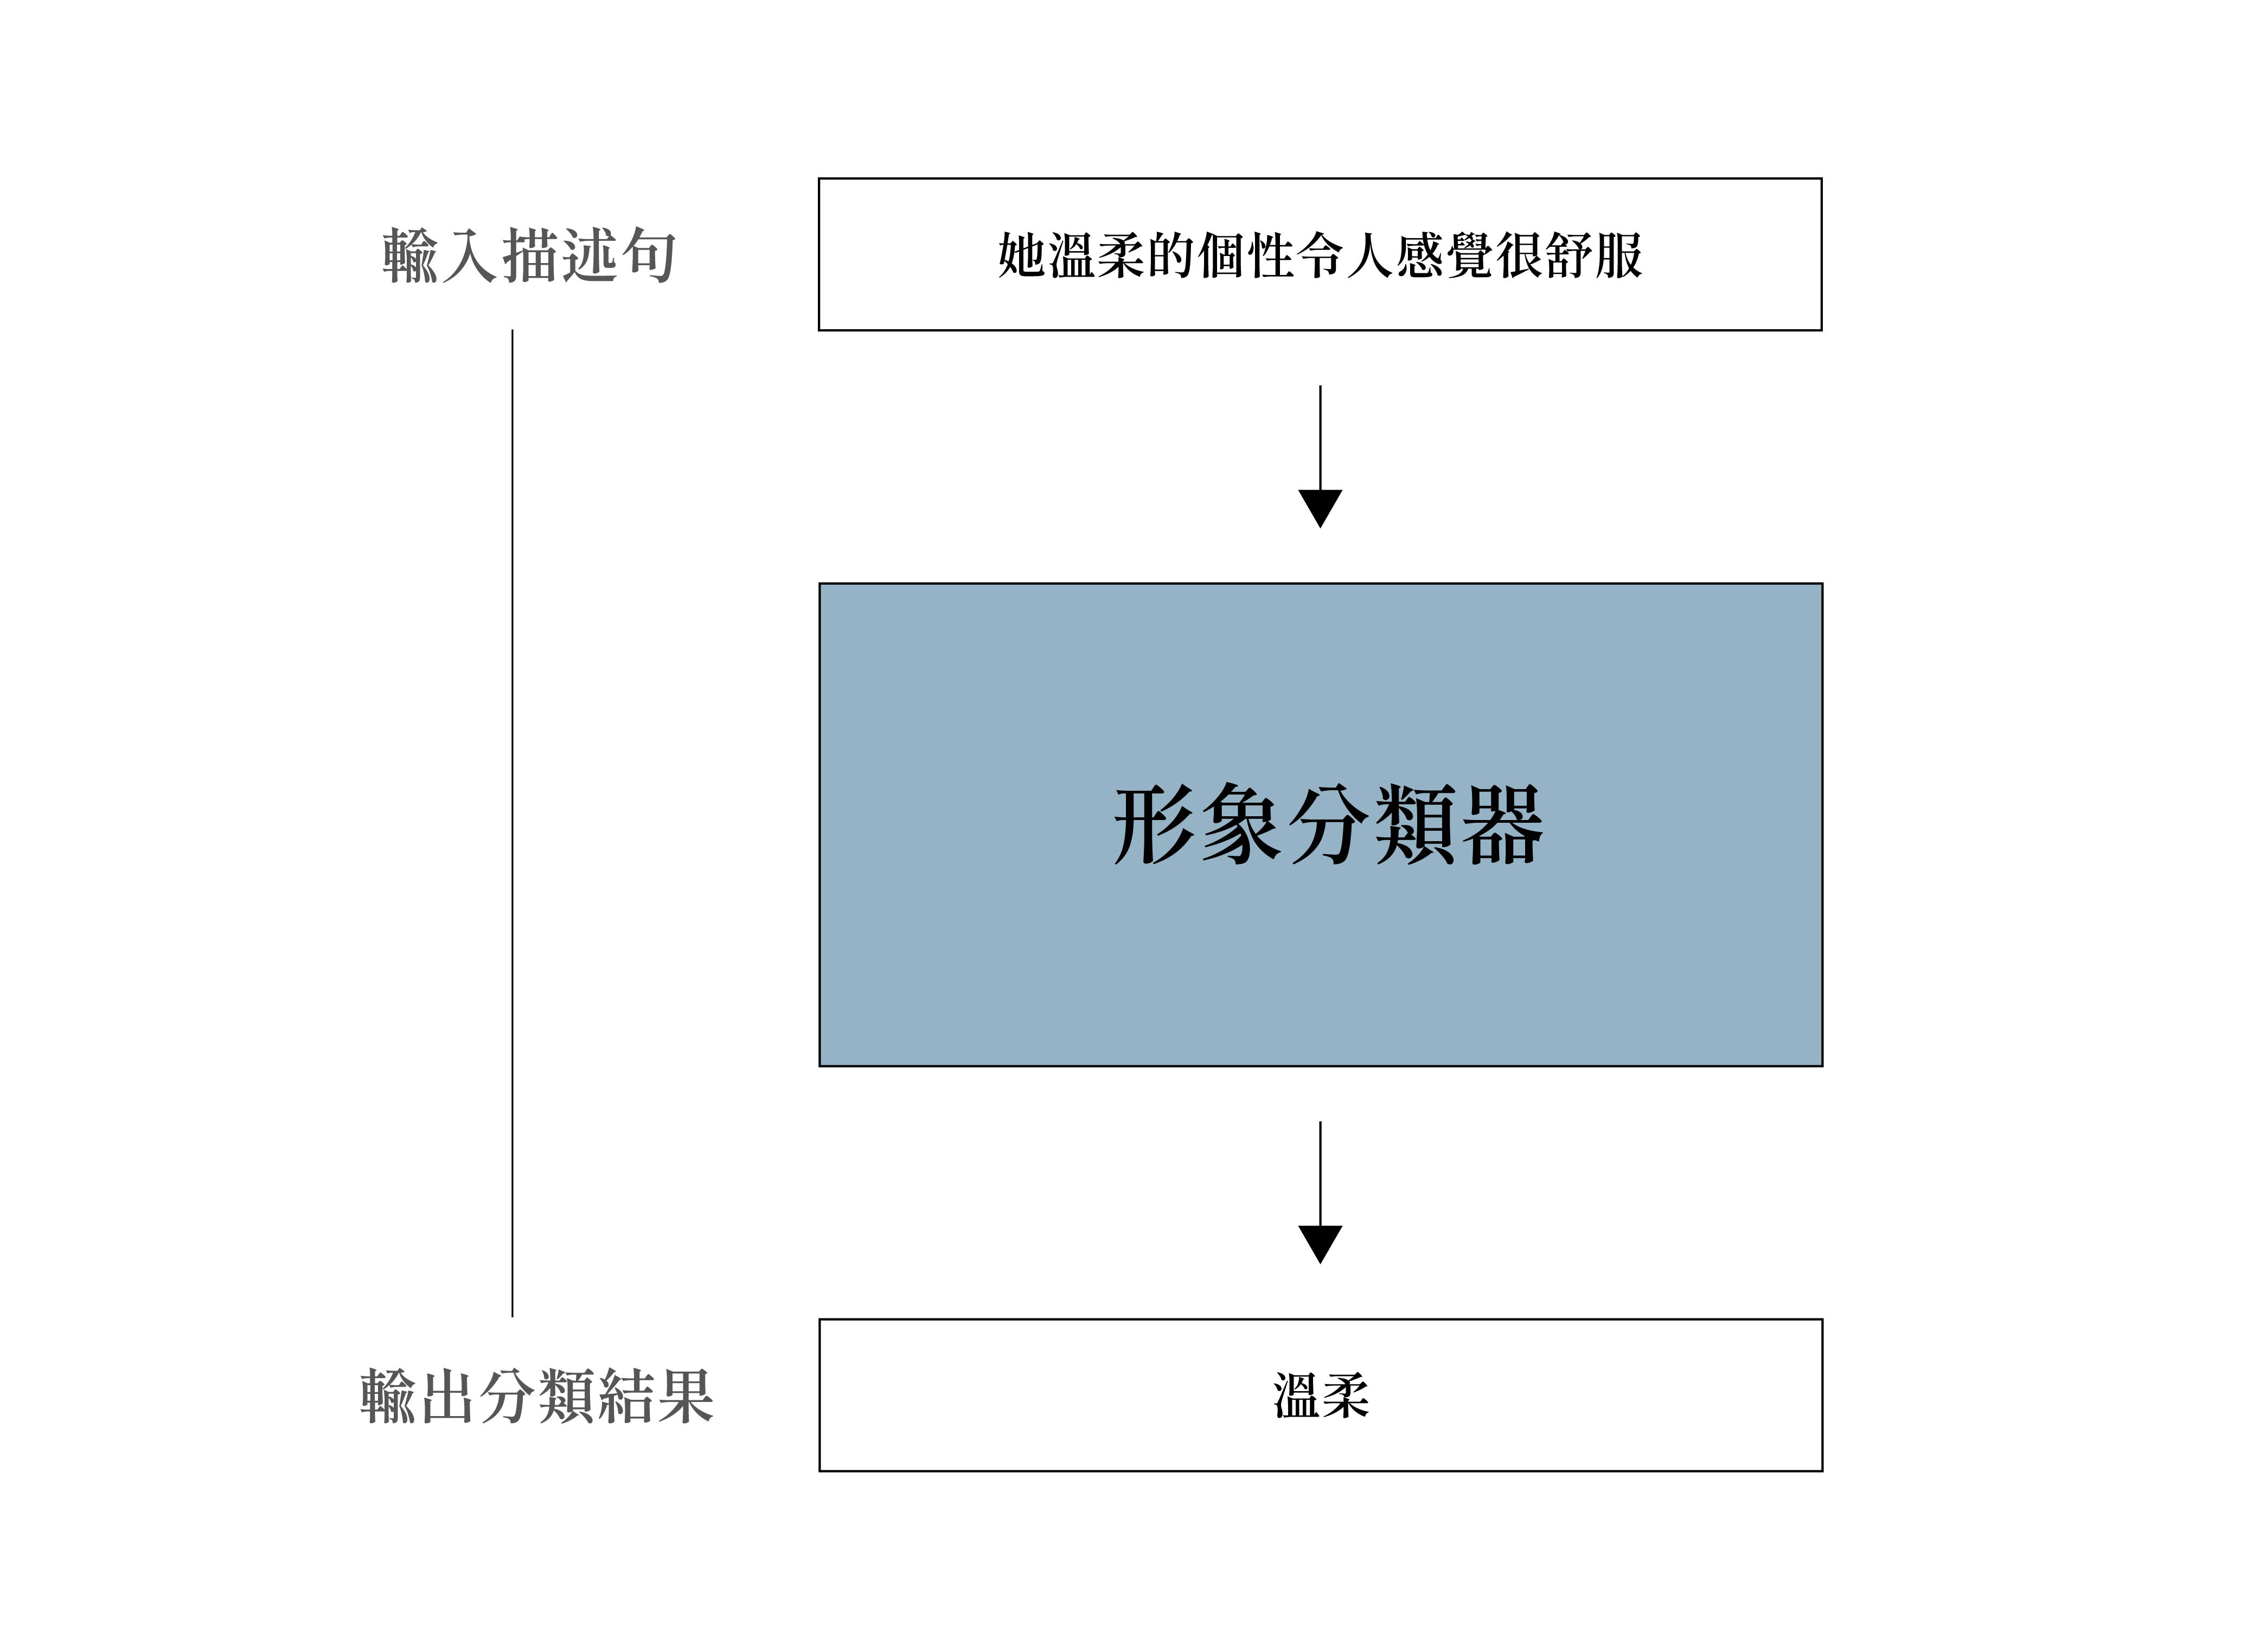 輸入描述句
她溫柔的個性令人感覺很舒服
形象分類器
輸出分類結果
溫柔